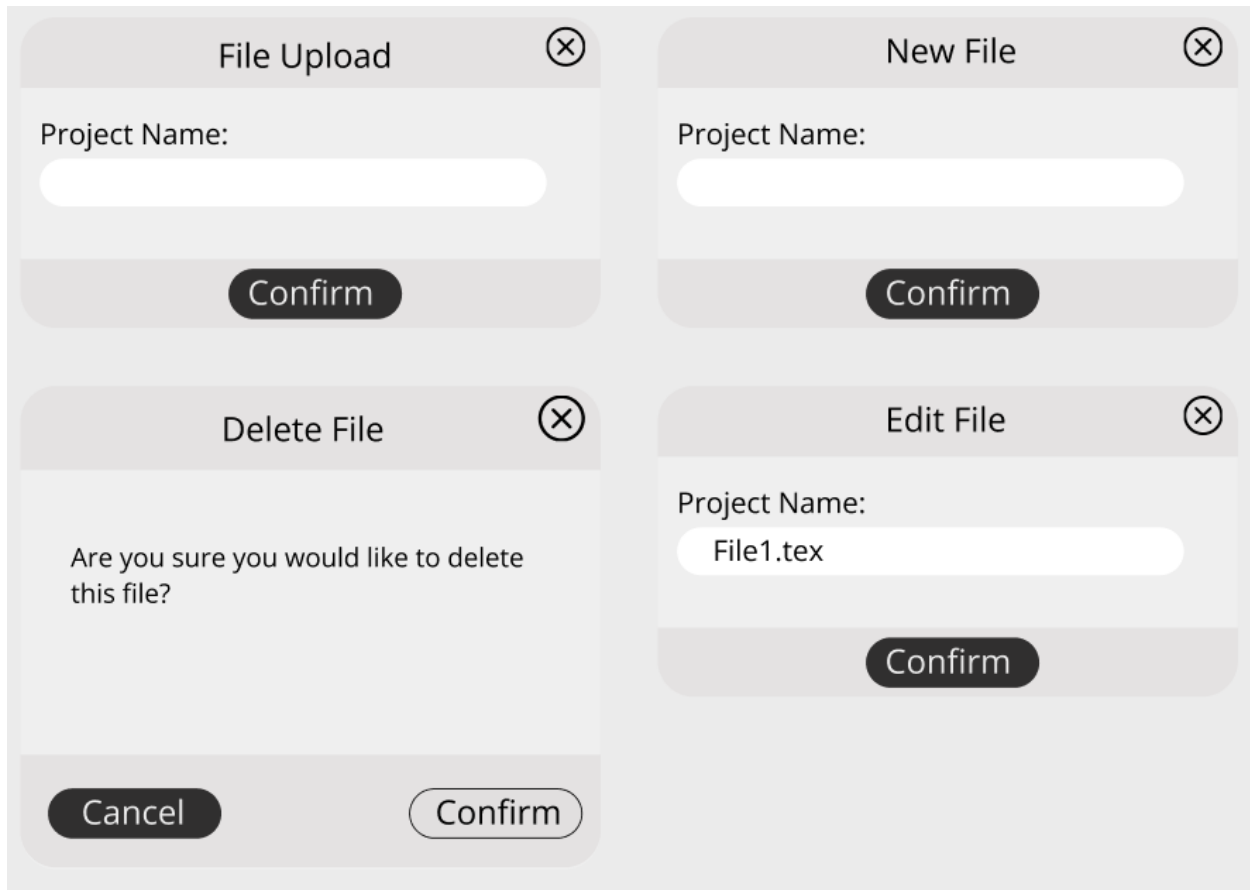 File Upload
Project Name:
Confirm
New File
Project Name:
Confirm
Delete File
Are you sure you would like to delete
this file?
Cancel
Confirm
Edit File
Project Name:
File1.tex
Confirm